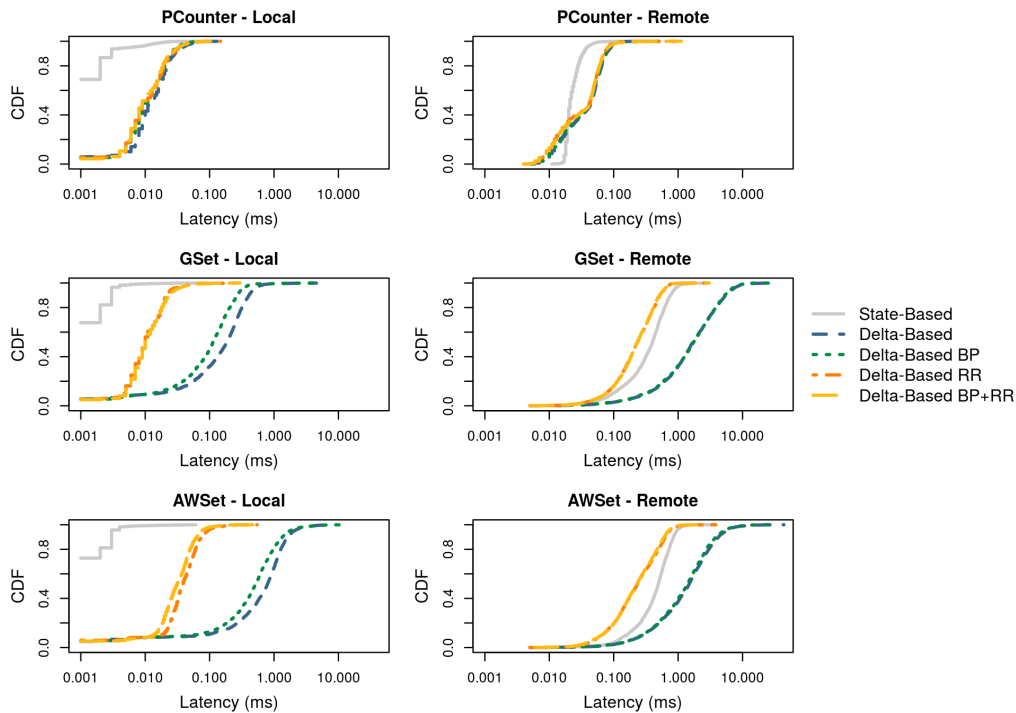 PCounter - Local
CDF
0.0 0.4 0.8
0.001 0.010 0.100 1.000 10.000
Latency (ms)
PCounter - Remote
CDF
0.0 0.4 0.8
0.001 0.010 0.100 1.000 10.000
Latency (ms)
GSet - Local
CDF
0.0 0.4 0.8
0.001 0.010 0.100 1.000 10.000
Latency (ms)
GSet - Remote
CDF
0.0 0.4 0.8
0.001 0.010 0.100 1.000 10.000
Latency (ms)
State-Based
Delta-Based
Delta-Based BP
Delta-Based RR
Delta-Based BP+RR
AWSet - Local
CDF
0.0 0.4 0.8
0.001 0.010 0.100 1.000 10.000
Latency (ms)
AWSet - Remote
CDF
0.0 0.4 0.8
0.001 0.010 0.100 1.000 10.000
Latency (ms)